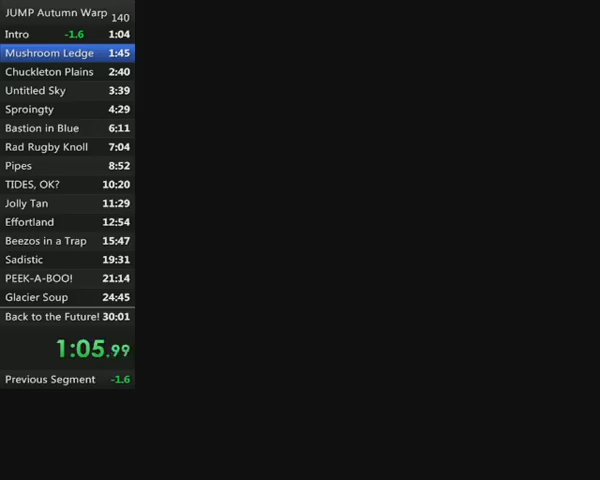 JUMP Autumn Warp 140
Intro -1.6 1:04
Mushroom Ledge 1:45
Chuckleton Plains 2:40
Untitled Sky 3:39
Sproingty 4:29
Bastion in Blue 6:11
Rad Rugby Knoll 7:04
Pipes 8:52
TIDES, OK? 10:20
Jolly Tan 11:29
Effortland 12:54
Beezos in a Trap 15:47
Sadistic 19:31
PEEK-A-BOO! 21:14
Glacier Soup 24:45
Back to the Future! 30:01
1:05.99
Previous Segment -1.6